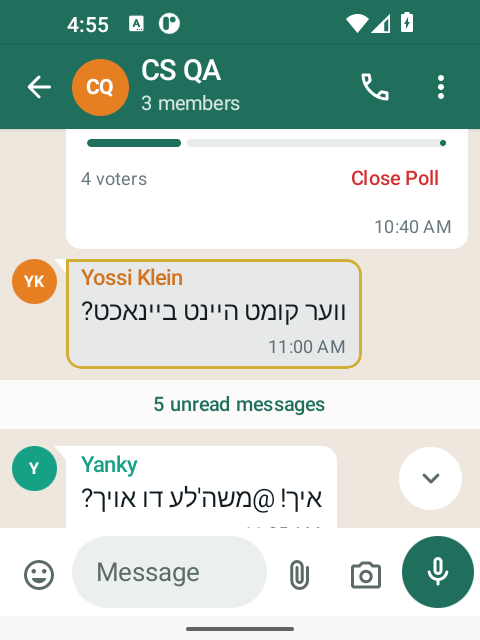 4:55
CQ
CS QA
3 members
4 voters
Close Poll
10:40 AM
YK
Yossi Klein
ווער קומט היינט ביינאכט?
11:00 AM
5 unread messages
Y
Yanky
איך! @משה'לע דו אויך?
Message